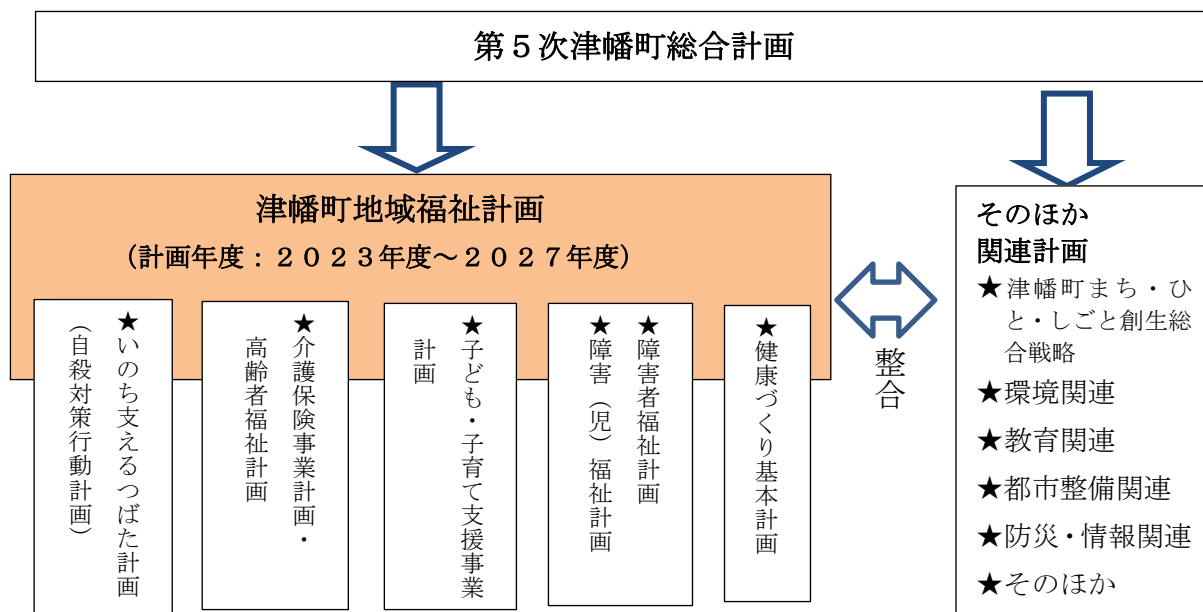 第５次津幡町総合計画
津幡町地域福祉計画
（計画年度：２０２３年度～２０２７年度）
★いのち支えるつばた計画
（自殺対策行動計画）
★介護保険事業計画・
高齢者福祉計画
★子ども・子育て支援事業
計画
★障害者福祉計画
★障害（児）福祉計画
★健康づくり基本計画
整合
そのほか
関連計画
★津幡町まち・ひ
と・しごと創生総
合戦略
★環境関連
★教育関連
★都市整備関連
★防災・情報関連
★そのほか